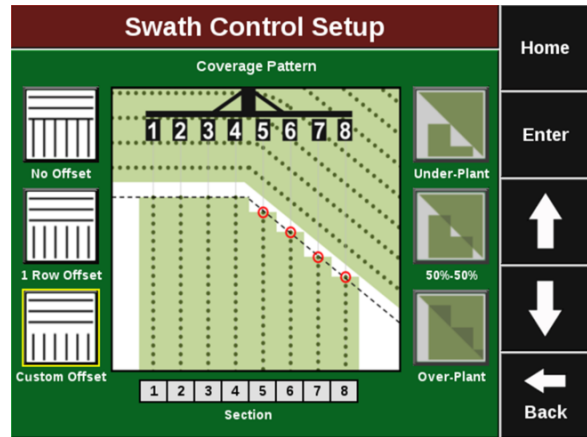 Swath Control Setup
Home
Coverage Pattern
Enter
1 2 3 4 5 6 7 8
No Offset
Under-Plant
1 Row Offset
50%-50%
Custom Offset
Over-Plant
1 2 3 4 5 6 7 8
Section
Back